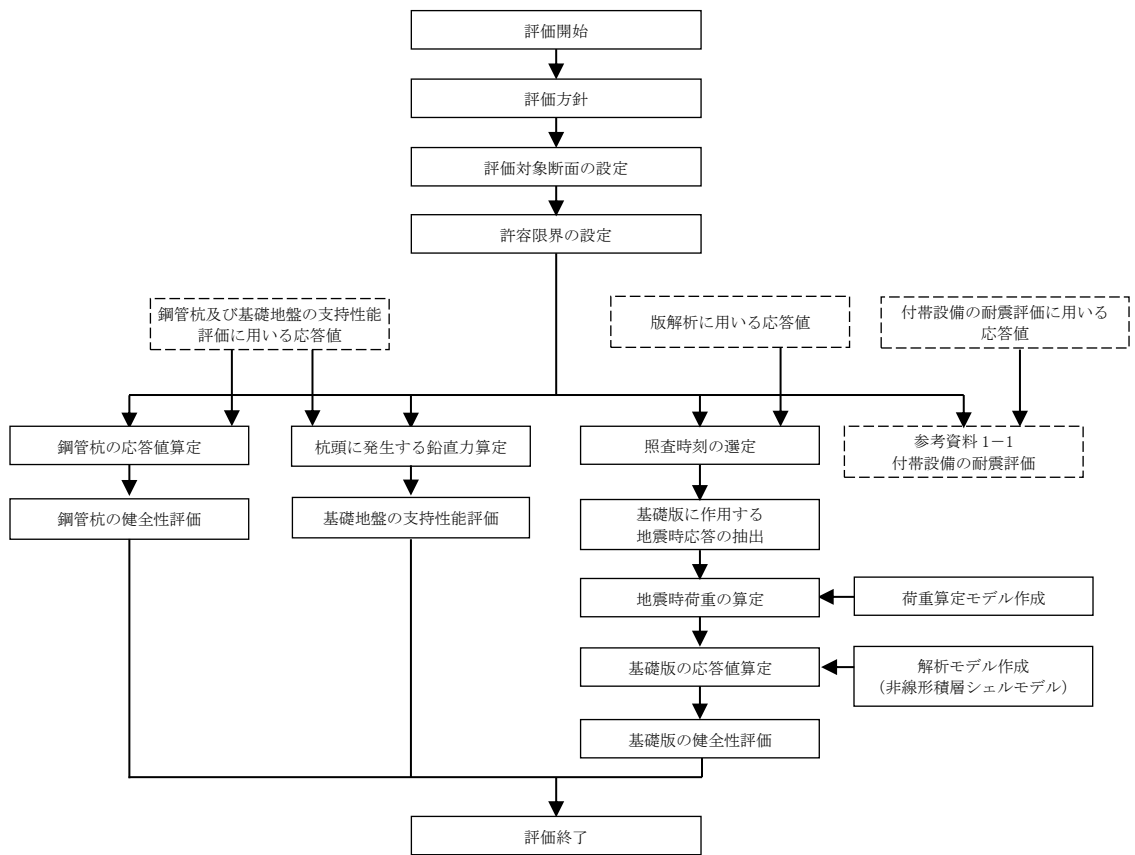 評価開始
評価方針
評価対象断面の設定
許容限界の設定
鋼管杭及び基礎地盤の支持性能
評価に用いる応答値
版解析に用いる応答値
付帯設備の耐震評価に用いる
応答値
鋼管杭の応答値算定
杭頭に発生する鉛直力算定
照査時刻の選定
参考資料1-1
付帯設備の耐震評価
鋼管杭の健全性評価
基礎地盤の支持性能評価
基礎版に作用する
地震時応答の抽出
地震時荷重の算定
荷重算定モデル作成
基礎版の応答値算定
解析モデル作成
(非線形積層シェルモデル)
基礎版の健全性評価
評価終了